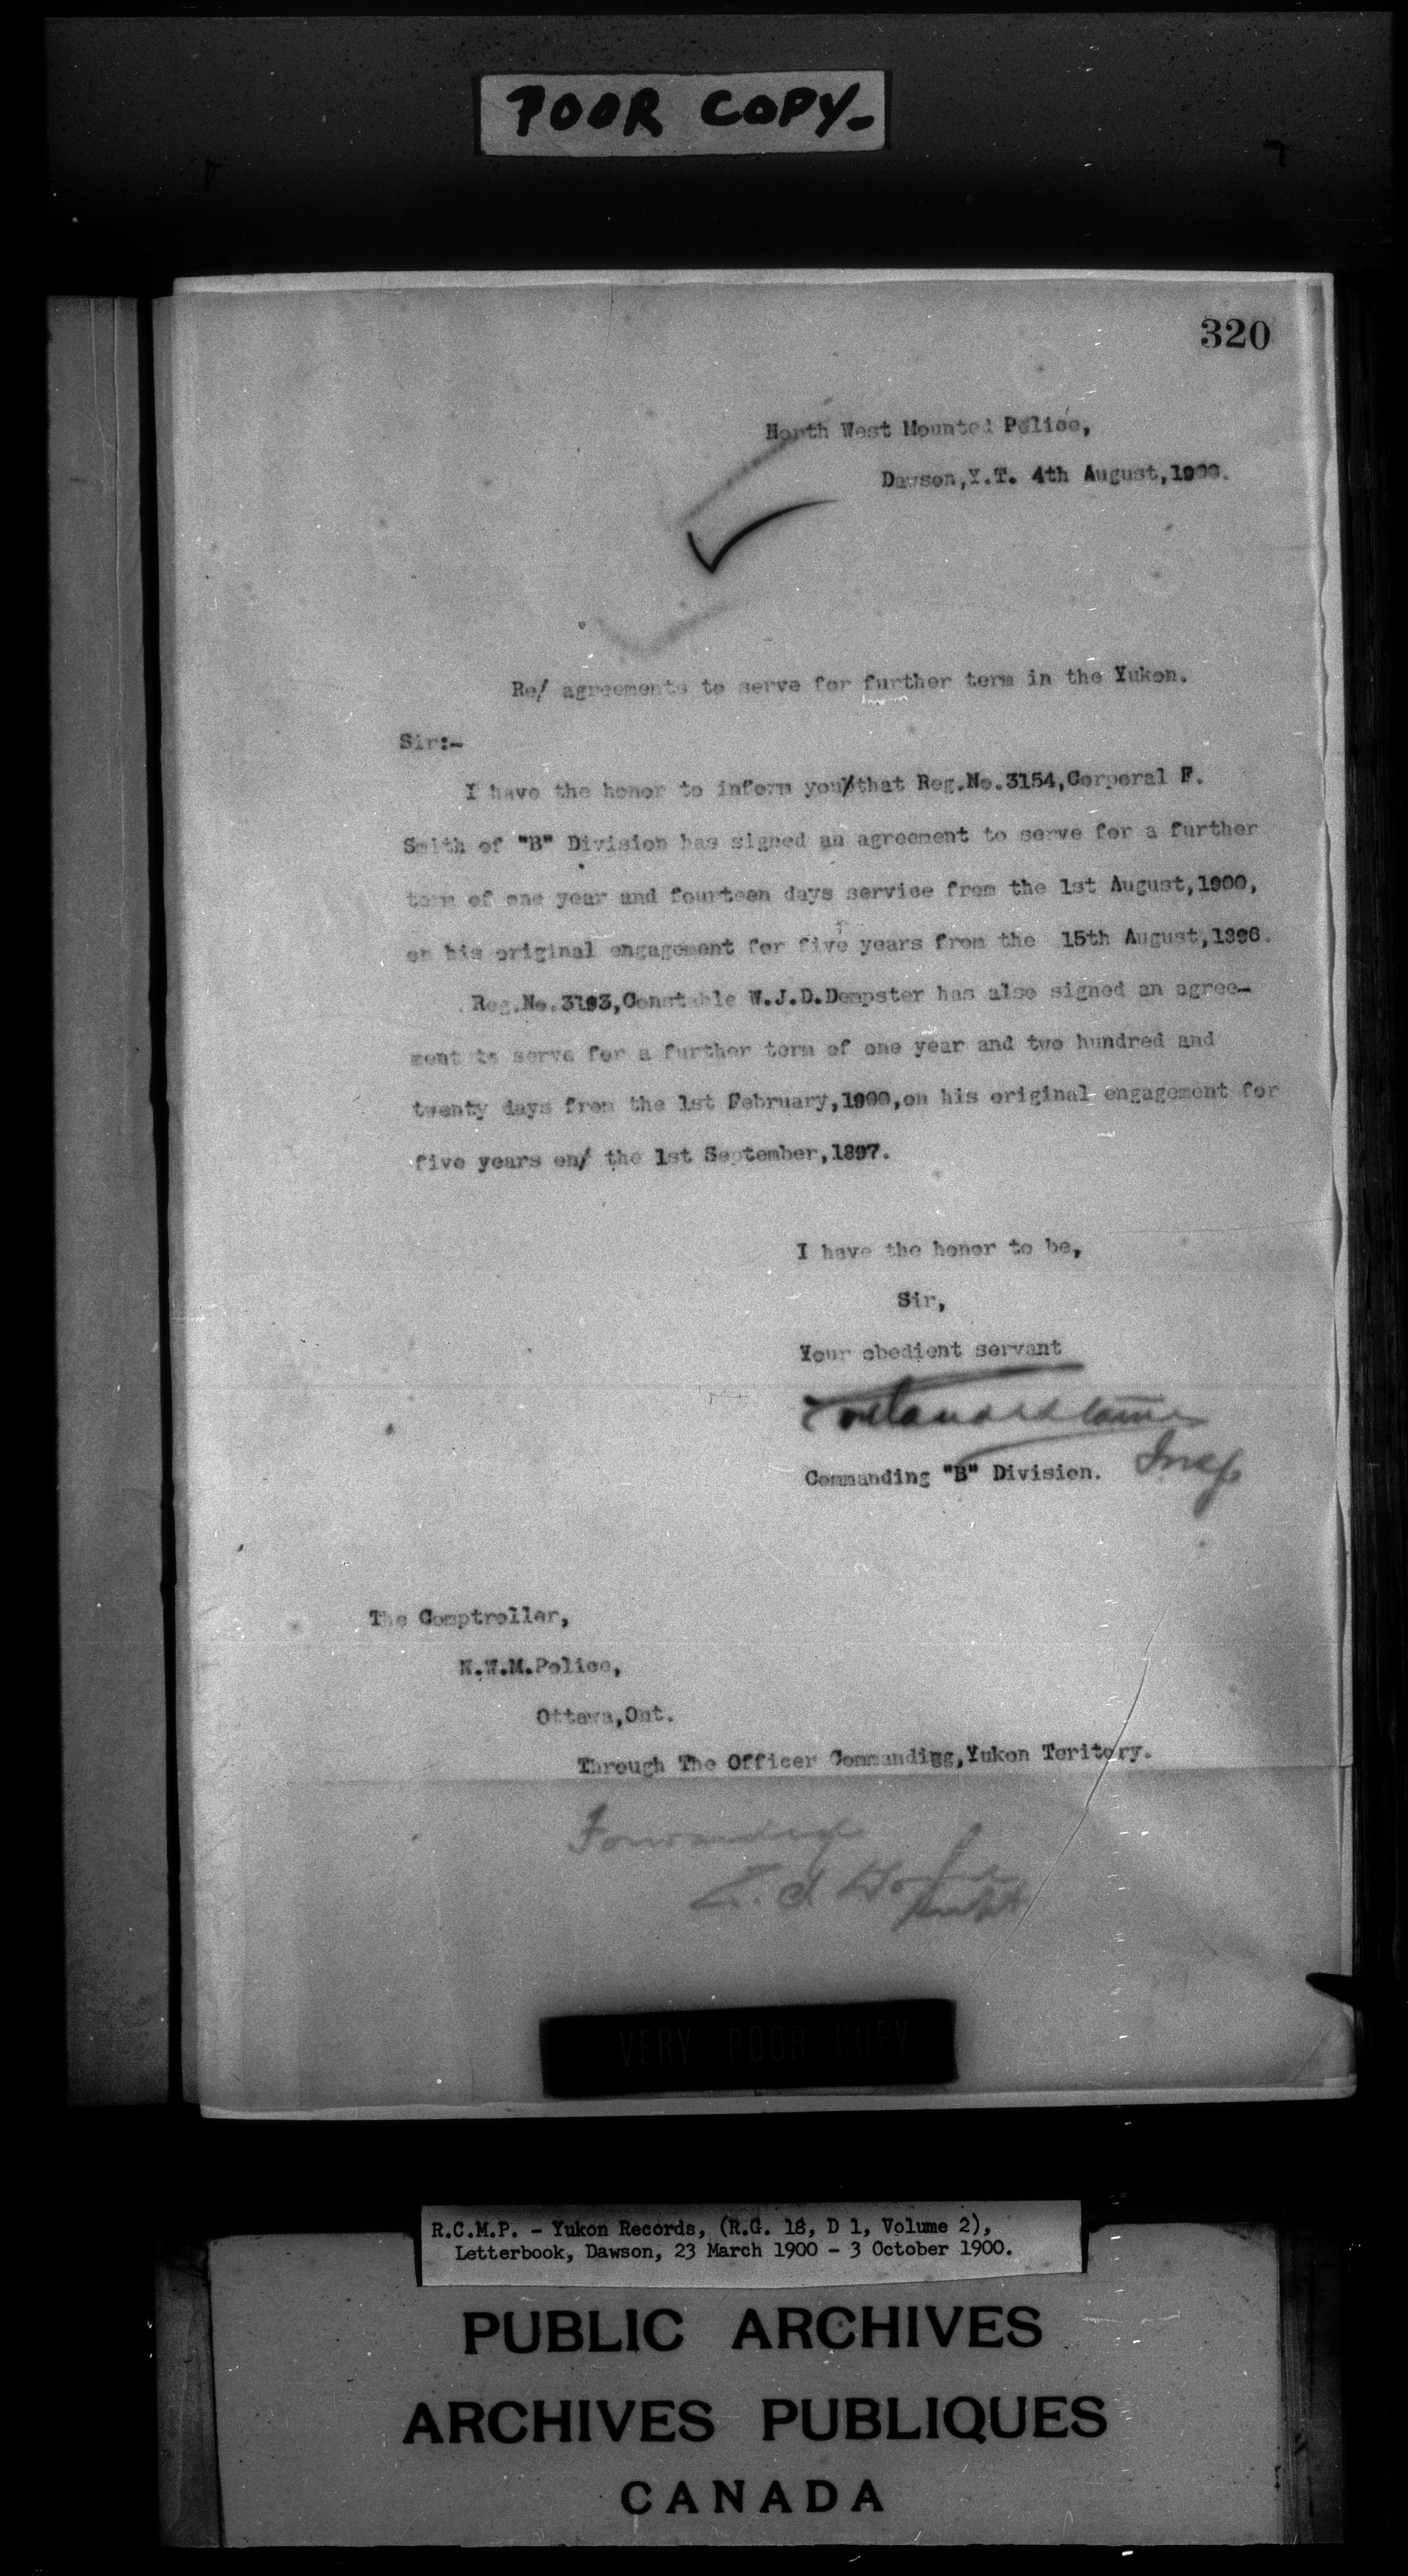 POOR COPY-
320
North West Mounted Police,
Dawson,Y.T. 4th August,1900.
Re/ agreements to serve for further term in the Yukon.
Sir:-
I have the honor to inform you/that Reg.No.3154,Corporal F.
Smith of "B" Division has signed an agreement to serve for a further
term of one year and fourteen days service from the 1st August,1900,
on his original engagement for five years from the 15th August,1896.
Reg.No.3193,Constable W.J.D.Dempster has also signed an agree-
ment to serve for a further term of one year and two hundred and
twenty days from the 1st February,1900,on his original engagement for
five years on/ the 1st September,1897.
I have the honor to be,
Sir,
Your obedient servant
Insp
Commanding "B" Division.
The Comptroller,
N.W.M.Police,
Ottawa,Ont.
Through The Officer Commanding,Yukon Teritory.
Forwarded
Supt
VERY POOR COPY
R.C.M.P. - Yukon Records, (R.G. 18, D 1, Volume 2),
Letterbook, Dawson, 23 March 1900 - 3 October 1900.
PUBLIC ARCHIVES
ARCHIVES PUBLIQUES
CANADA